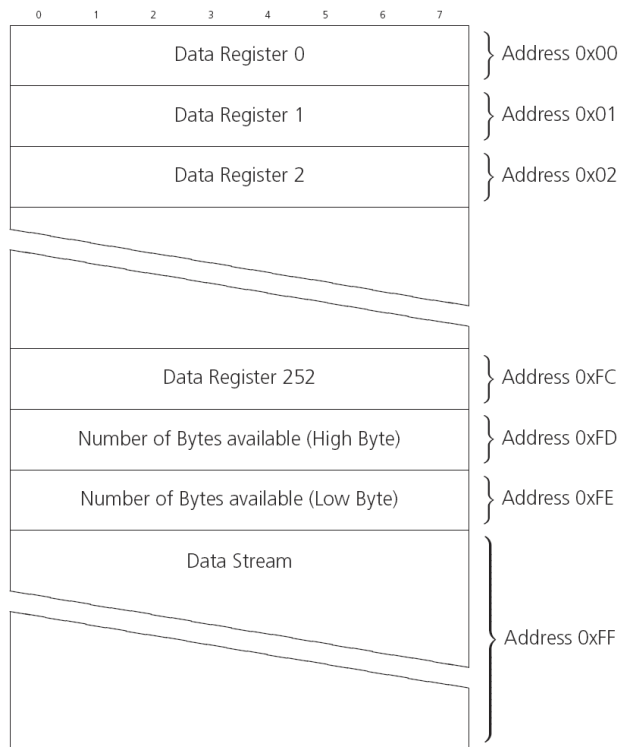 0 1 2 3 4 5 6 7
Data Register 0 Address 0x00
Data Register 1 Address 0x01
Data Register 2 Address 0x02
Data Register 252 Address 0xFC
Number of Bytes available (High Byte) Address 0xFD
Number of Bytes available (Low Byte) Address 0xFE
Data Stream
Address 0xFF